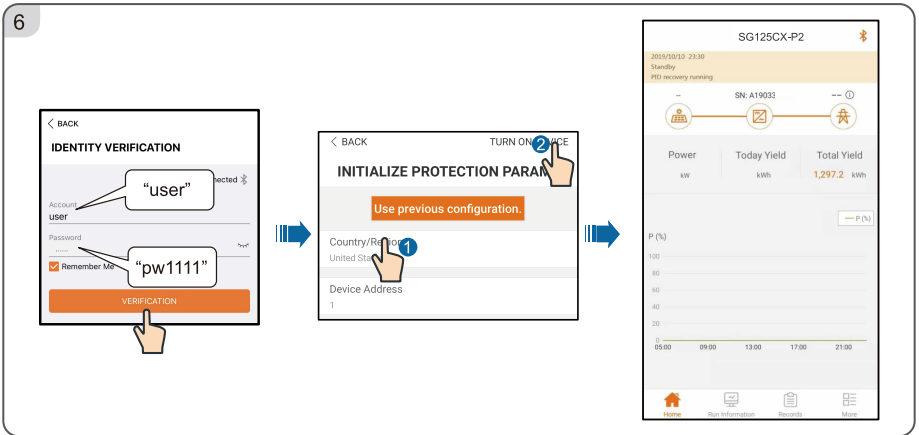 6
BACK
IDENTITY VERIFICATION
“user”
Account
user
Password
......
“pw1111”
Remember Me
VERIFICATION
BACK
TURN ON
2
INITIALIZE PROTECTION PARAM
Use previous configuration.
Country/Region
1
United Sta
Device Address
1
SG125CX-P2
2019/10/10 23:30
Standby
PID recovery running
-
SN: A19033
--
Power
Today Yield
Total Yield
kW
kWh
1,297.2 kWh
P (%)
P (%)
100
80
60
40
20
0
05:00 09:00 13:00 17:00 21:00
Home Run Information Records More